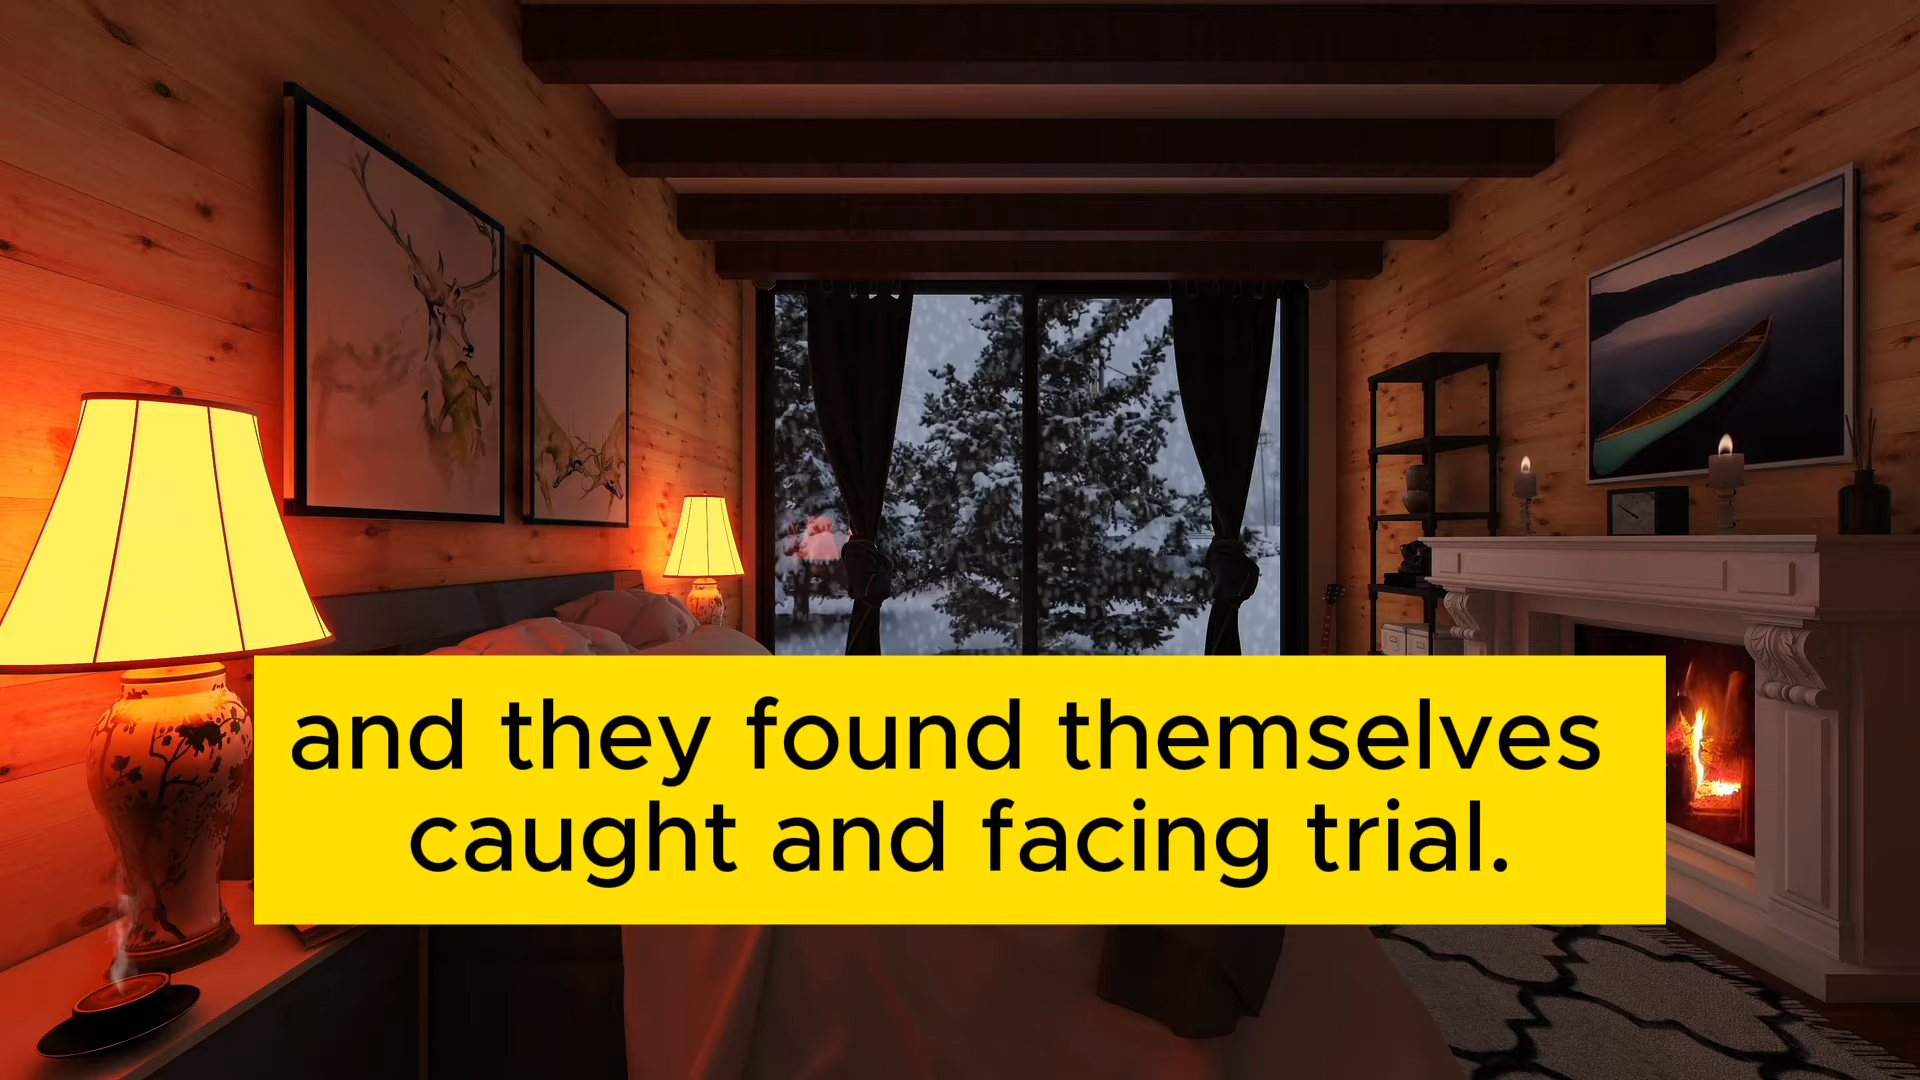 and they found themselves
caught and facing trial.